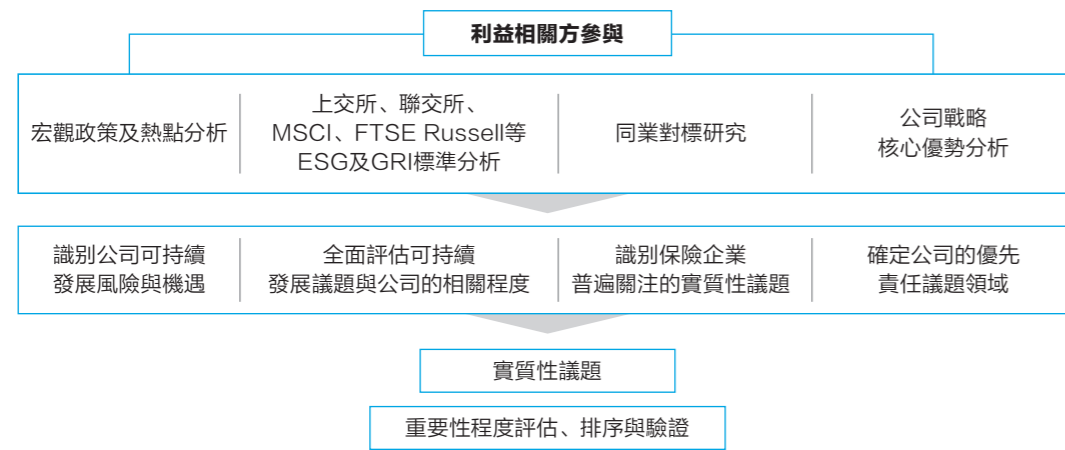 利益相關方參與
宏觀政策及熱點分析
上交所、聯交所、
MSCI、FTSE Russell等
ESG及GRI標準分析
同業對標研究
公司戰略
核心優勢分析
識別公司可持續
發展風險與機遇
全面評估可持續
發展議題與公司的相關程度
識別保險企業
普遍關注的實質性議題
確定公司的優先
責任議題領域
實質性議題
重要性程度評估、排序與驗證